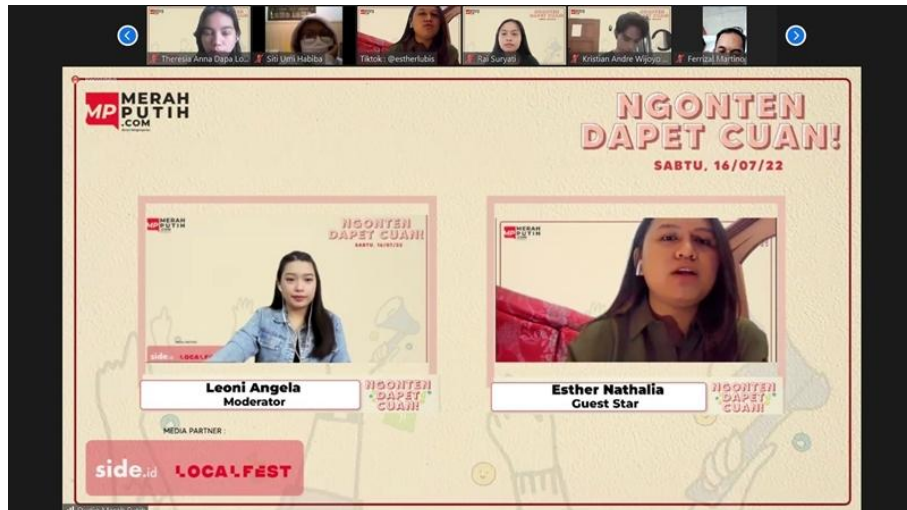 Theresia Anna Dapa Lo...
Siti Umi Habiba
Tiktok : @estherlubis
Rai Suryati
Kristian Andre Wijoyo
Ferrizal Martino
MP MERAH
PUTIH
.COM
NGONTEN
DAPET CUAN!
SABTU, 16/07/22
MERAH
PUTIH
NGONTEN
DAPET CUAN!
SABTU, 16/07/22
side.id LOCALFEST
MP MERAH
PUTIH
Leoni Angela
Moderator
NGONTEN
DAPET
CUAN!
Esther Nathalia
Guest Star
NGONTEN
DAPET
CUAN!
MEDIA PARTNER :
side.id LOCALFEST